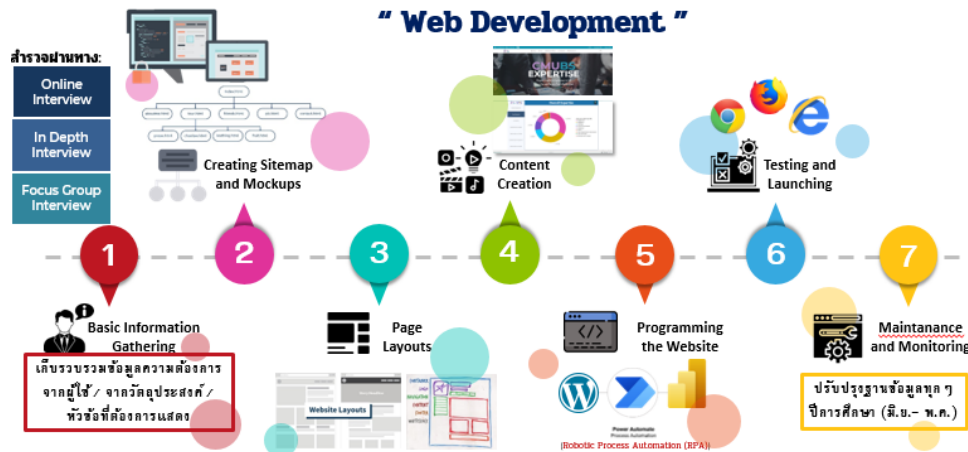 “ Web Development ”
สำรวจผ่านทาง:
Online
Interview
In Depth
Interview
Focus Group
Interview
Creating Sitemap
and Mockups
CMUBS
EXPERTISE
Content
Creation
Testing and
Launching
1
2
3
4
5
6
7
Basic Information
Gathering
เก็บรวบรวมข้อมูลความต้องการ
จากผู้ใช้ / จากวัตถุประสงค์ /
หัวข้อที่ต้องการแสดง
Page
Layouts
Website Layouts
Programming
the Website
Power Automate
Process Automation
(Robotic Process Automation (RPA))
Maintanance
and Monitoring
ปรับปรุงฐานข้อมูลทุก ๆ
ปีการศึกษา (มิ.ย.- พ.ค.)